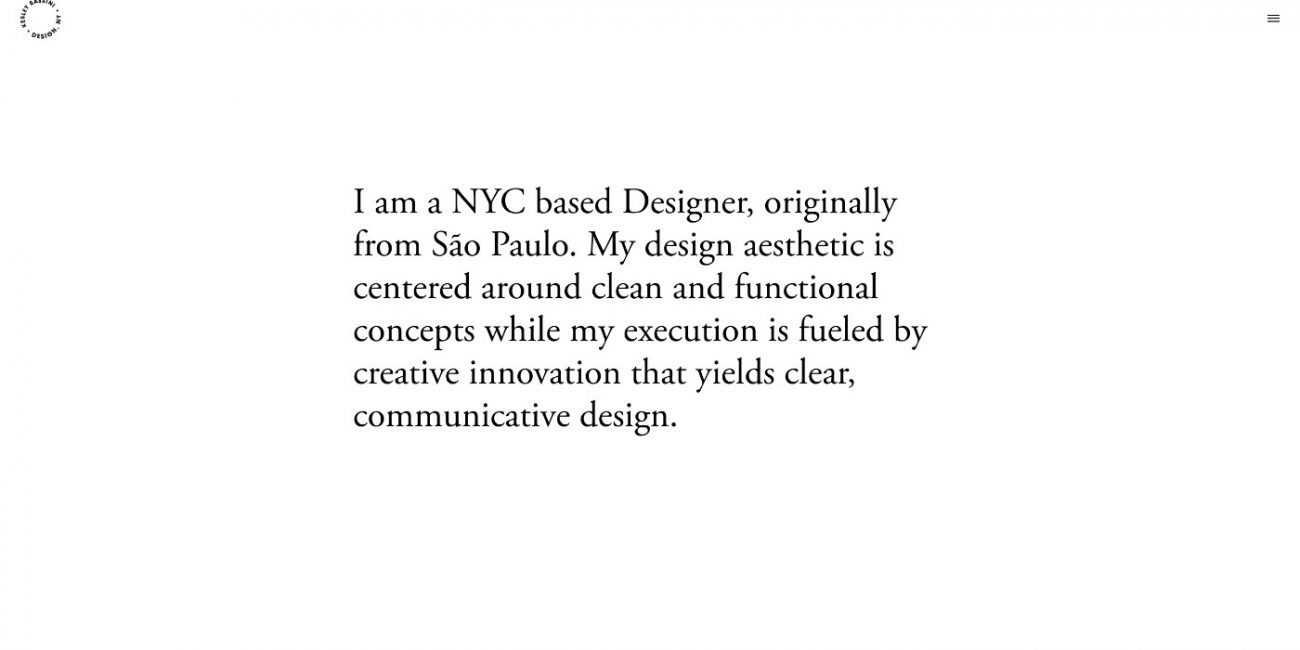 KESLEY BASSINI • NY • DESIGN •
I am a NYC based Designer, originally
from São Paulo. My design aesthetic is
centered around clean and functional
concepts while my execution is fueled by
creative innovation that yields clear,
communicative design.